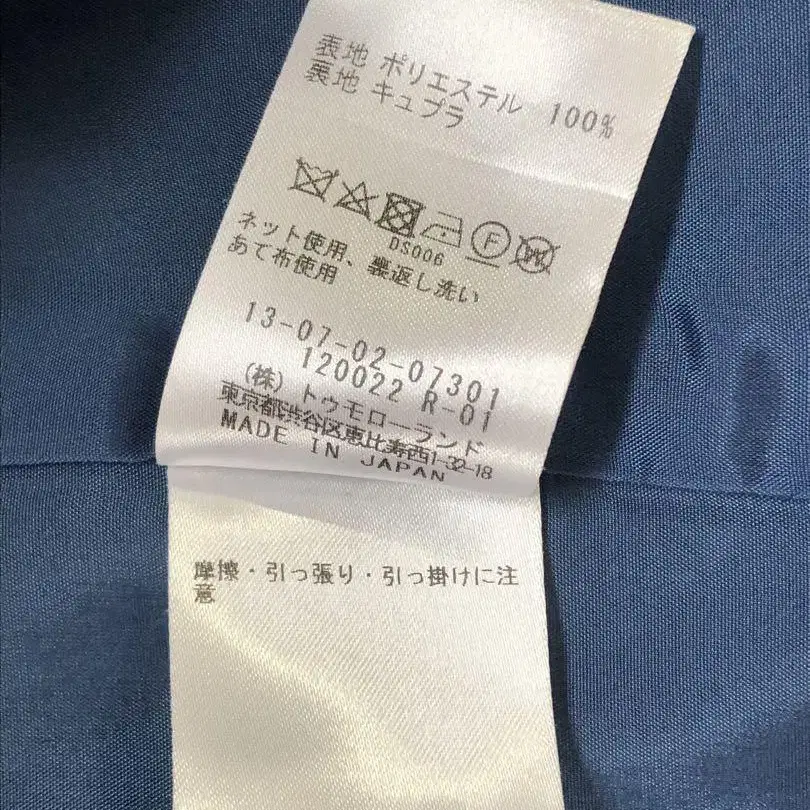 表地 ポリエステル 100%
裏地 キュプラ
F
W
DS006
ネット使用、裏返し洗い
あて布使用
13-07-02-07301
120022 R-01
(株) トゥモローランド
東京都渋谷区恵比寿西1-32-18
MADE IN JAPAN
摩擦・引っ張り・引っ掛けに注
意